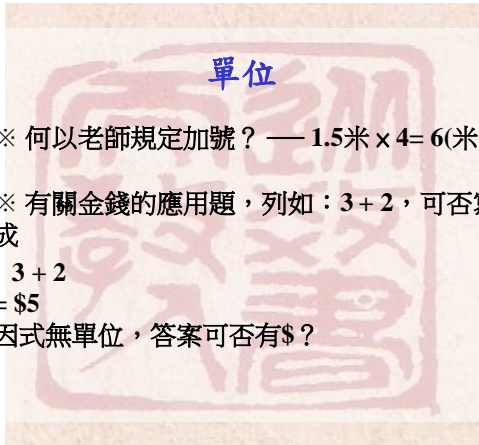 單位
※ 何以老師規定加號？ ── 1.5米 × 4= 6(米
※ 有關金錢的應用題，列如：3 + 2，可否
成
3 + 2
= $5
因式無單位，答案可否有$？